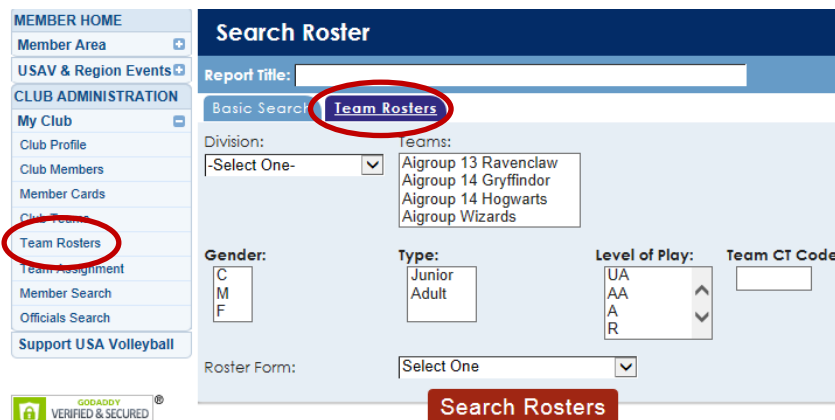 MEMBER HOME
Member Area
USAV & Region Events
CLUB ADMINISTRATION
My Club
Club Profile
Club Members
Member Cards
Club Teams
Team Rosters
Team Assignment
Member Search
Officials Search
Support USA Volleyball
GODADDY
VERIFIED & SECURED
®
Search Roster
Report Title:
Basic Search
Team Rosters
Division:
-Select One-
Teams:
Aigroup 13 Ravenclaw
Aigroup 14 Gryffindor
Aigroup 14 Hogwarts
Aigroup Wizards
Gender:
C
M
F
Type:
Junior
Adult
Level of Play:
UA
AA
A
R
Team CT Code
Roster Form:
Select One
Search Rosters